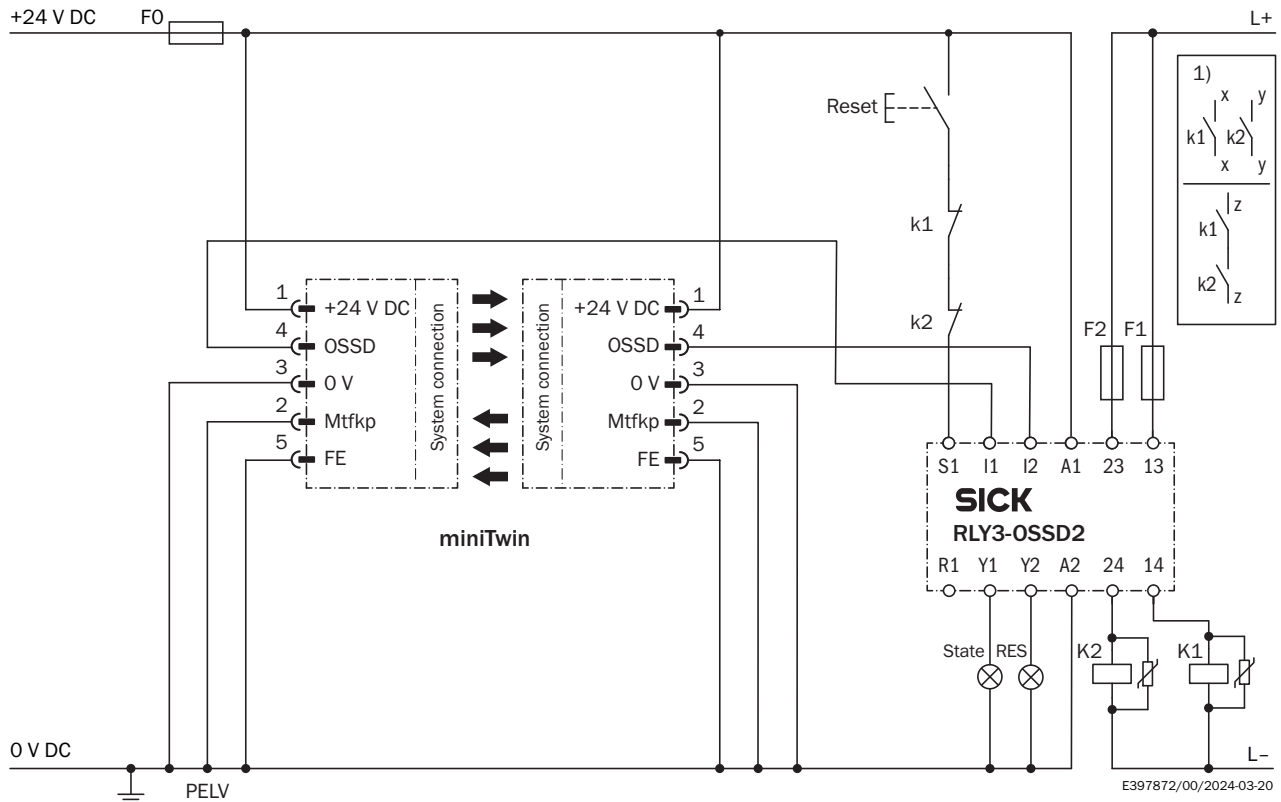 +24 V DC F0 L+
1)
x y
k1 k2
x y
z
k1
k2
z
Reset
k1
k2
F2 F1
1 +24 V DC
4 OSSD
3 0 V
2 Mtfkp
5 FE
System connection
System connection
+24 V DC 1
OSSD 4
0 V 3
Mtfkp 2
FE 5
miniTwin
S1 I1 I2 A1 23 13
SICK
RLY3-OSSD2
R1 Y1 Y2 A2 24 14
State RES K2 K1
0 V DC L–
PELV
E397872/00/2024-03-20